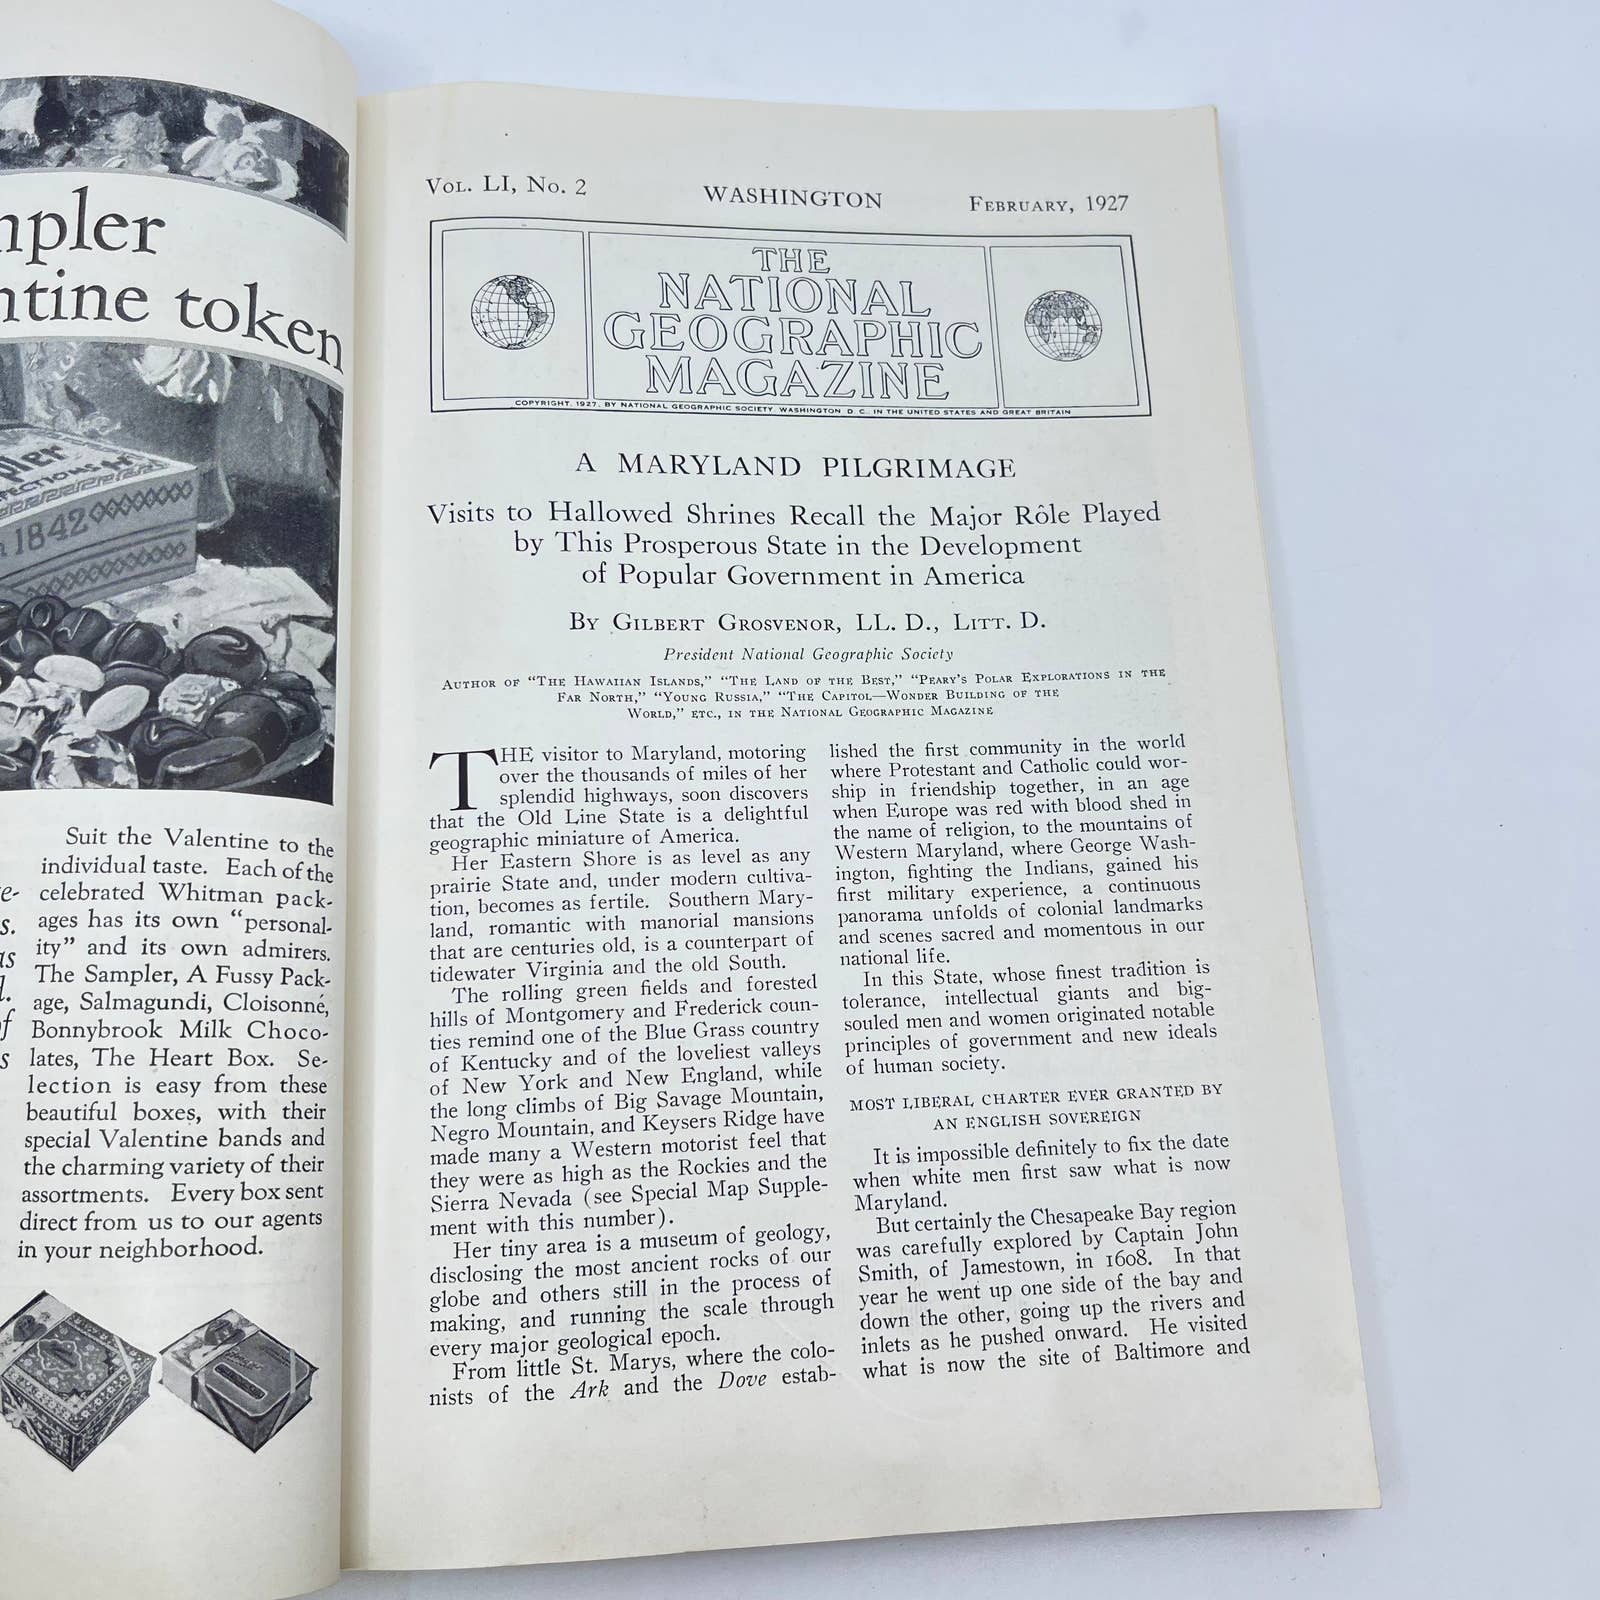 mpler
ntine token
pler
FECTIONS
1842
Suit the Valentine to the
individual taste. Each of the
celebrated Whitman pack-
ages has its own "personal-
ity" and its own admirers.
The Sampler, A Fussy Pack-
age, Salmagundi, Cloisonné,
Bonnybrook Milk Choco-
lates, The Heart Box. Se-
lection is easy from these
beautiful boxes, with their
special Valentine bands and
the charming variety of their
assortments. Every box sent
direct from us to our agents
in your neighborhood.
VOL. LI, No. 2 WASHINGTON FEBRUARY, 1927
THE
NATIONAL
GEOGRAPHIC
MAGAZINE
COPYRIGHT, 1927, BY NATIONAL GEOGRAPHIC SOCIETY WASHINGTON D C. IN THE UNITED STATES AND GREAT BRITAIN
A MARYLAND PILGRIMAGE
Visits to Hallowed Shrines Recall the Major Rôle Played
by This Prosperous State in the Development
of Popular Government in America
BY GILBERT GROSVENOR, LL. D., LITT. D.
President National Geographic Society
AUTHOR OF "THE HAWAIIAN ISLANDS," "THE LAND OF THE BEST," "PEARY'S POLAR EXPLORATIONS IN THE
FAR NORTH," "YOUNG RUSSIA," "THE CAPITOL—WONDER BUILDING OF THE
WORLD," ETC., IN THE NATIONAL GEOGRAPHIC MAGAZINE
THE visitor to Maryland, motoring
over the thousands of miles of her
splendid highways, soon discovers
that the Old Line State is a delightful
geographic miniature of America.
Her Eastern Shore is as level as any
prairie State and, under modern cultiva-
tion, becomes as fertile. Southern Mary-
land, romantic with manorial mansions
that are centuries old, is a counterpart of
tidewater Virginia and the old South.
The rolling green fields and forested
hills of Montgomery and Frederick coun-
ties remind one of the Blue Grass country
of Kentucky and of the loveliest valleys
of New York and New England, while
the long climbs of Big Savage Mountain,
Negro Mountain, and Keysers Ridge have
made many a Western motorist feel that
they were as high as the Rockies and the
Sierra Nevada (see Special Map Supple-
ment with this number).
Her tiny area is a museum of geology,
disclosing the most ancient rocks of our
globe and others still in the process of
making, and running the scale through
every major geological epoch.
From little St. Marys, where the colo-
nists of the Ark and the Dove estab-
lished the first community in the world
where Protestant and Catholic could wor-
ship in friendship together, in an age
when Europe was red with blood shed in
the name of religion, to the mountains of
Western Maryland, where George Wash-
ington, fighting the Indians, gained his
first military experience, a continuous
panorama unfolds of colonial landmarks
and scenes sacred and momentous in our
national life.
In this State, whose finest tradition is
tolerance, intellectual giants and big-
souled men and women originated notable
principles of government and new ideals
of human society.
MOST LIBERAL CHARTER EVER GRANTED BY
AN ENGLISH SOVEREIGN
It is impossible definitely to fix the date
when white men first saw what is now
Maryland.
But certainly the Chesapeake Bay region
was carefully explored by Captain John
Smith, of Jamestown, in 1608. In that
year he went up one side of the bay and
down the other, going up the rivers and
inlets as he pushed onward. He visited
what is now the site of Baltimore and